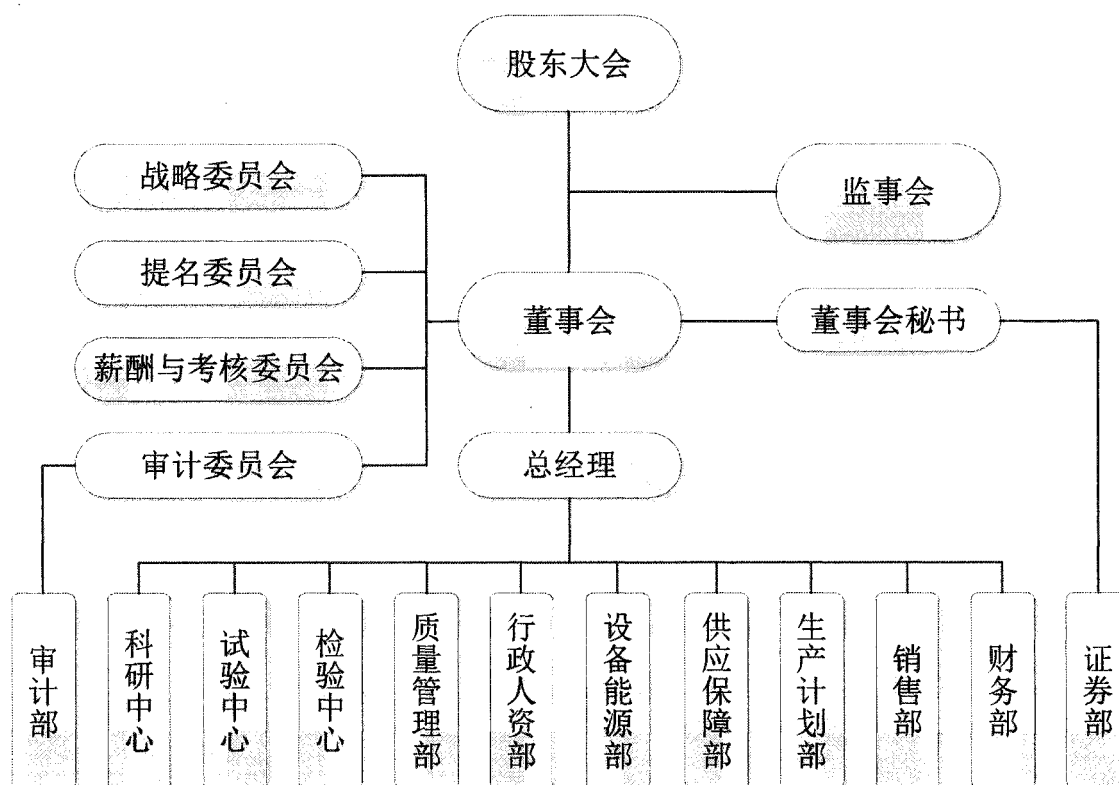 股东大会
战略委员会
监事会
提名委员会
董事会
董事会秘书
薪酬与考核委员会
审计委员会
总经理
审计部
科研中心
试验中心
检验中心
质量管理部
行政人资部
设备能源部
供应保障部
生产计划部
销售部
财务部
证券部